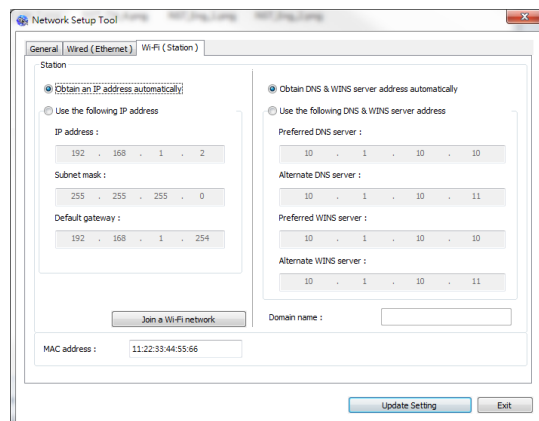 Network Setup Tool
General Wired ( Ethernet ) Wi-Fi ( Station )
Station
Obtain an IP address automatically
Use the following IP address
IP address :
192 . 168 . 1 . 2
Subnet mask :
255 . 255 . 255 . 0
Default gateway :
192 . 168 . 1 . 254
Join a Wi-Fi network
Obtain DNS & WINS server address automatically
Use the following DNS & WINS server address
Preferred DNS server :
10 . 1 . 10 . 10
Alternate DNS server :
10 . 1 . 10 . 11
Preferred WINS server :
10 . 1 . 10 . 10
Alternate WINS server :
10 . 1 . 10 . 11
Domain name :
MAC address : 11:22:33:44:55:66
Update Setting Exit